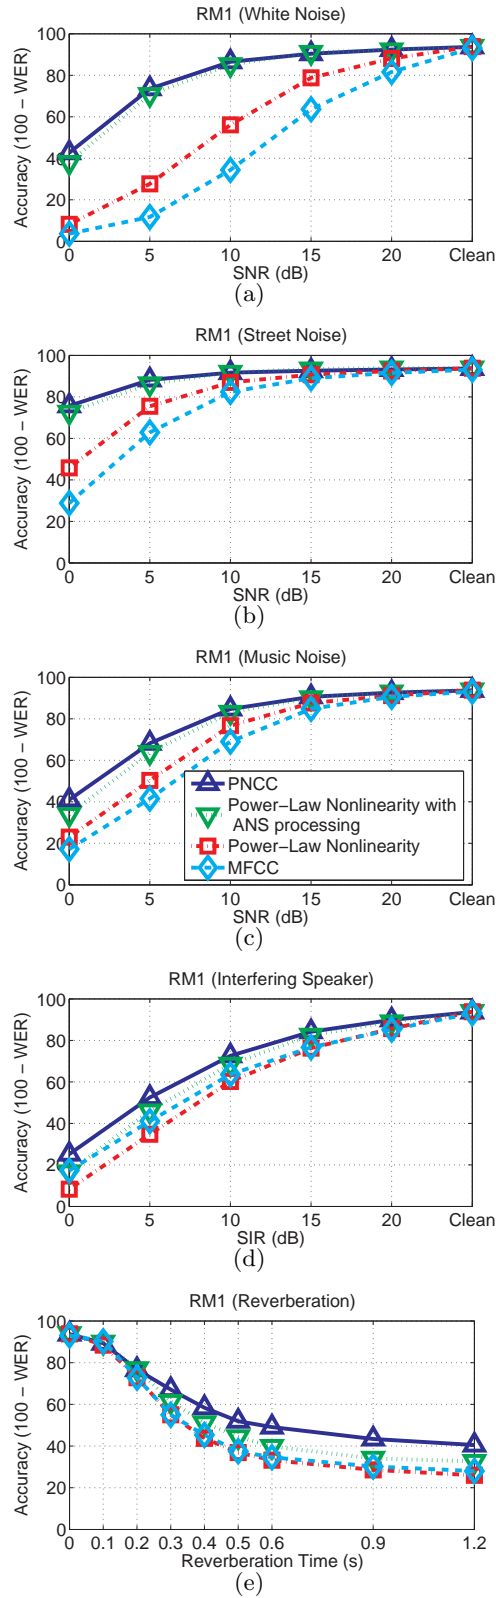 RM1 (White Noise)
Accuracy (100 − WER)
100
80
60
40
20
0
0 5 10 15 20 Clean
SNR (dB)
(a)
RM1 (Street Noise)
Accuracy (100 − WER)
100
80
60
40
20
0
0 5 10 15 20 Clean
SNR (dB)
(b)
RM1 (Music Noise)
Accuracy (100 − WER)
100
80
60
40
20
0
PNCC
Power−Law Nonlinearity with
ANS processing
Power−Law Nonlinearity
MFCC
0 5 10 15 20 Clean
SNR (dB)
(c)
RM1 (Interfering Speaker)
Accuracy (100 − WER)
100
80
60
40
20
0
0 5 10 15 20 Clean
SIR (dB)
(d)
RM1 (Reverberation)
Accuracy (100 − WER)
100
80
60
40
20
0
0 0.1 0.2 0.3 0.4 0.5 0.6 0.9 1.2
Reverberation Time (s)
(e)